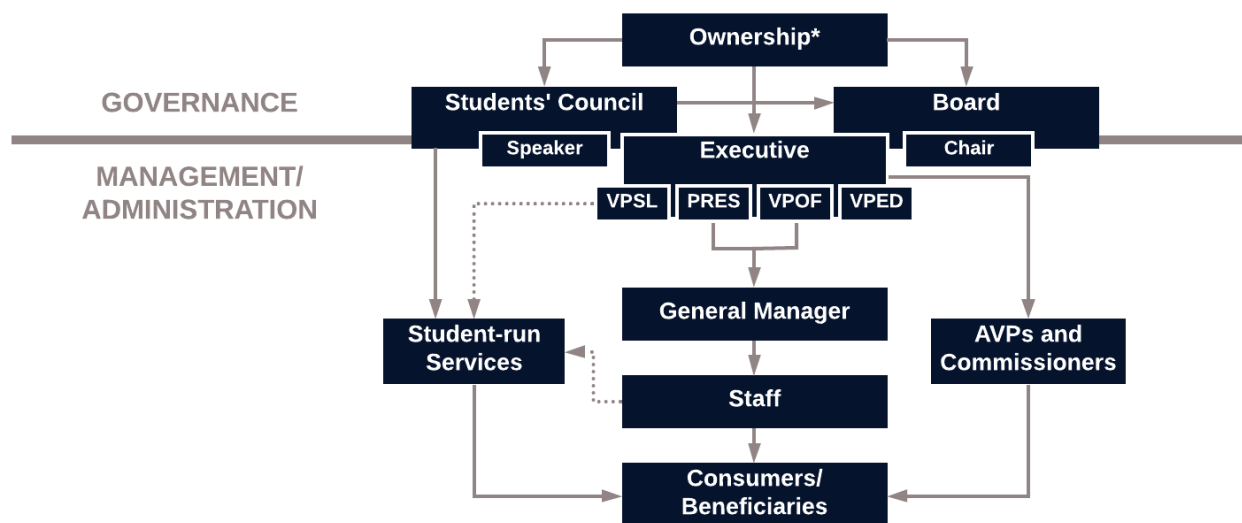 Ownership*
GOVERNANCE
Students' Council
Board
Speaker
Executive
Chair
MANAGEMENT/
ADMINISTRATION
VPSL
PRES
VPOF
VPED
General Manager
Student-run
Services
AVPs and
Commissioners
Staff
Consumers/
Beneficiaries